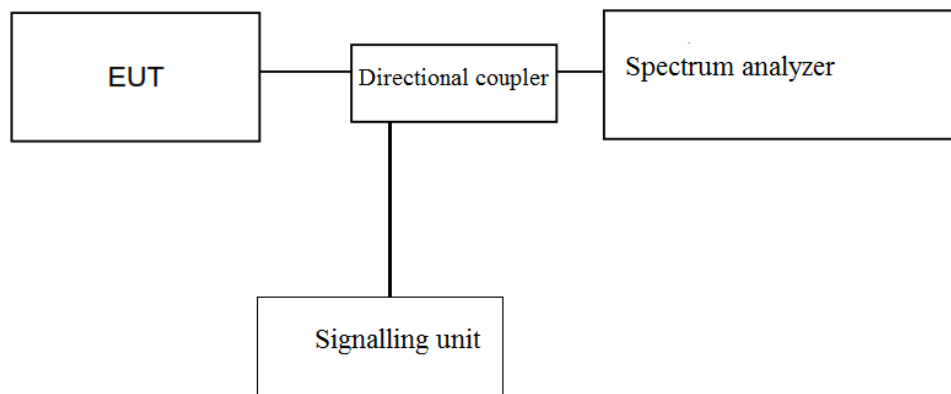 EUT
Directional coupler
Spectrum analyzer
Signalling unit